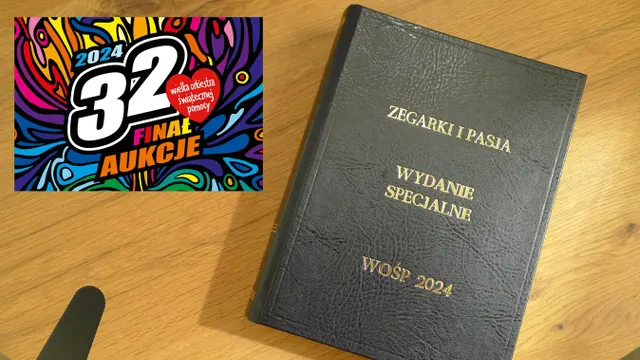 2024
32
wielka orkiestra
świątecznej
pomocy
FINAŁ
AUKCJE
ZEGARKI I PASJA
WYDANIE
SPECJALNE
WOŚP 2024